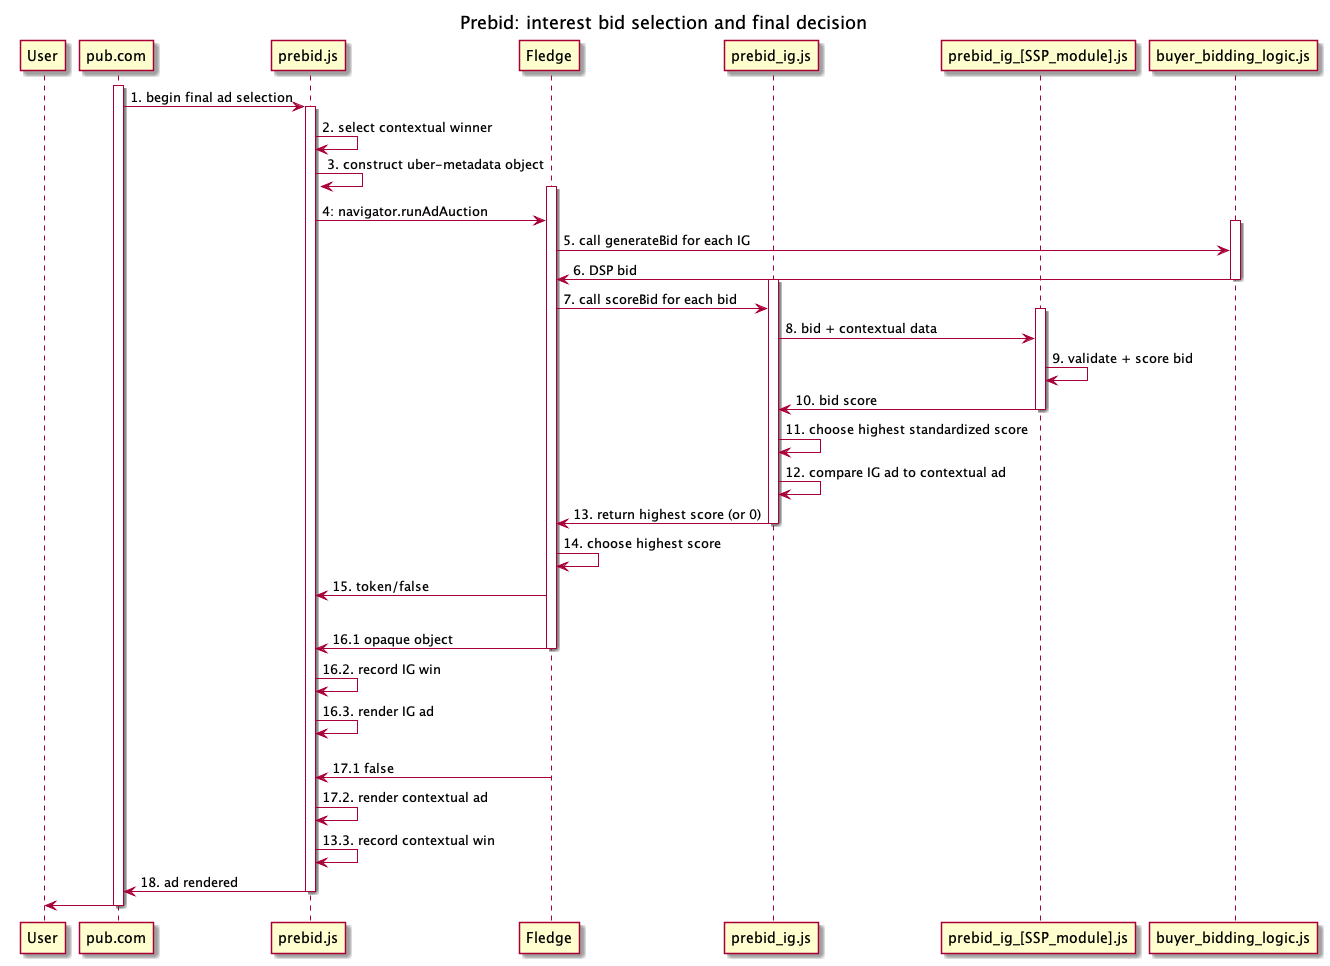 Prebid: interest bid selection and final decision
User
pub.com
prebid.js
Fledge
prebid_ig.js
prebid_ig_[SSP_module].js
buyer_bidding_logic.js
1. begin final ad selection
2. select contextual winner
3. construct uber-metadata object
4: navigator.runAdAuction
5. call generateBid for each IG
6. DSP bid
7. call scoreBid for each bid
8. bid + contextual data
9. validate + score bid
10. bid score
11. choose highest standardized score
12. compare IG ad to contextual ad
13. return highest score (or 0)
14. choose highest score
15. token/false
16.1 opaque object
16.2. record IG win
16.3. render IG ad
17.1 false
17.2. render contextual ad
13.3. record contextual win
18. ad rendered
User
pub.com
prebid.js
Fledge
prebid_ig.js
prebid_ig_[SSP_module].js
buyer_bidding_logic.js